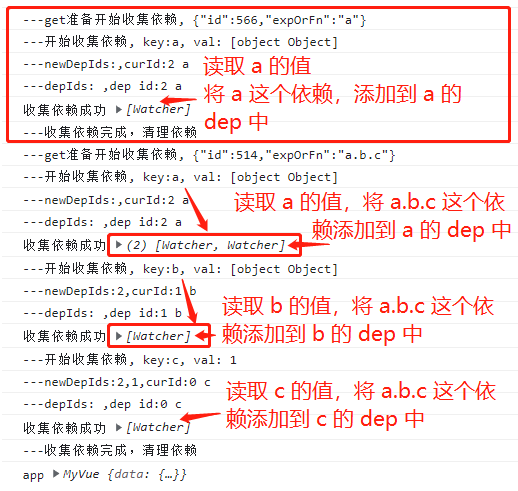 ---get准备开始收集依赖, {"id":566,"expOrFn":"a"}
---开始收集依赖, key:a, val: [object Object]
---newDepIds:,curId:2 a
---depIds: ,dep id:2 a
收集依赖成功 ▶[Watcher]
---收集依赖完成，清理依赖
读取 a 的值
将 a 这个依赖，添加到 a 的
dep 中
---get准备开始收集依赖, {"id":514,"expOrFn":"a.b.c"}
---开始收集依赖, key:a, val: [object Object]
---newDepIds:,curId:2 a
---depIds: ,dep id:2 a
收集依赖成功 ▶(2) [Watcher, Watcher]
读取 a 的值，将 a.b.c 这个依
赖添加到 a 的 dep 中
---开始收集依赖, key:b, val: [object Object]
---newDepIds:2,curId:1 b
---depIds: ,dep id:1 b
收集依赖成功 ▶[Watcher]
读取 b 的值，将 a.b.c 这个依
赖添加到 b 的 dep 中
---开始收集依赖, key:c, val: 1
---newDepIds:2,1,curId:0 c
---depIds: ,dep id:0 c
收集依赖成功 ▶[Watcher]
---收集依赖完成，清理依赖
读取 c 的值，将 a.b.c 这个依
赖添加到 c 的 dep 中
app ▶MyVue {data: {…}}